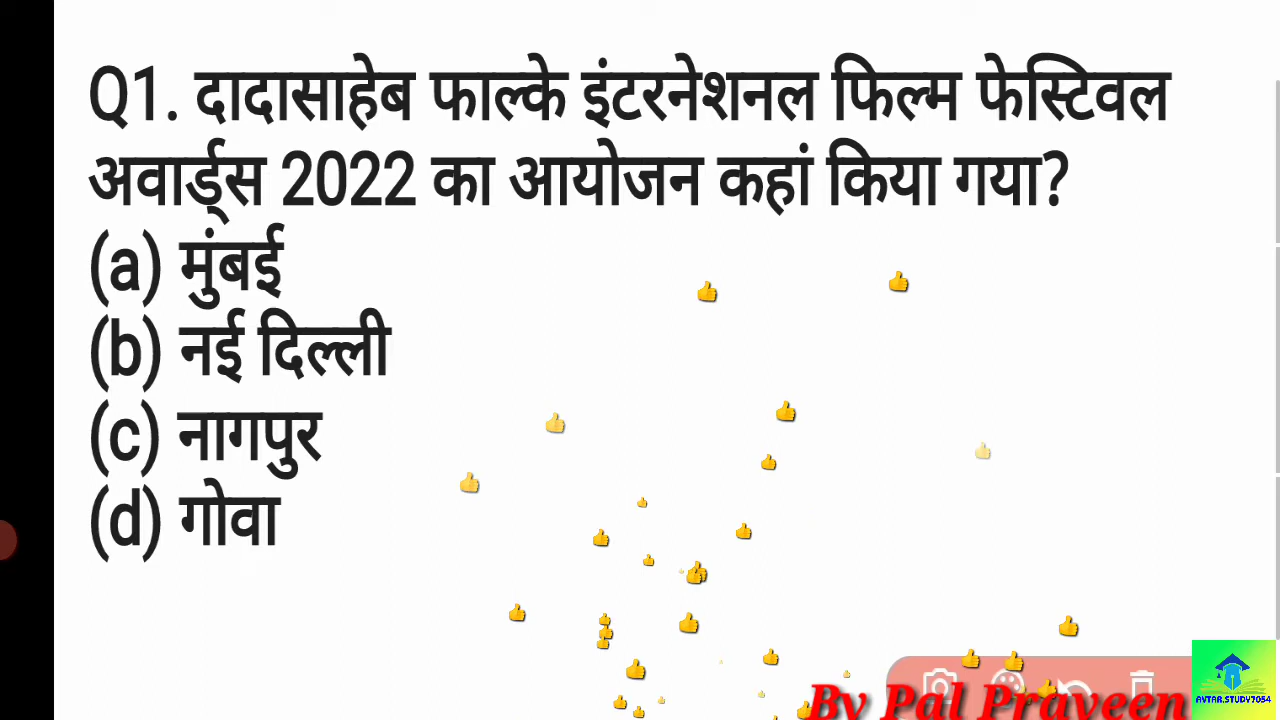 Q1. दादासाहेब फाल्के इंटरनेशनल फिल्म फेस्टिवल
अवार्ड्स 2022 का आयोजन कहां किया गया?
(a) मुंबई
(b) नई दिल्ली
(c) नागपुर
(d) गोवा
By Pal Praveen
AVTAR.STUDY7054